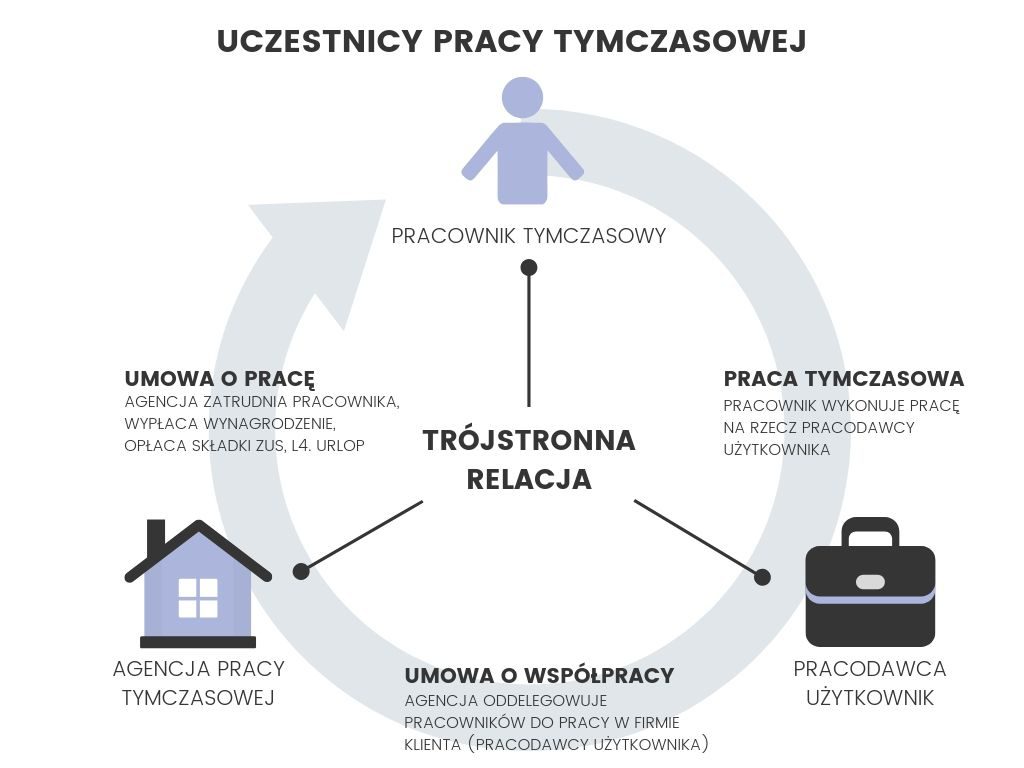 UCZESTNICY PRACY TYMCZASOWEJ
PRACOWNIK TYMCZASOWY
UMOWA O PRACĘ
AGENCJA ZATRUDNIA PRACOWNIKA,
WYPŁACA WYNAGRODZENIE,
OPŁACA SKŁADKI ZUS, L4. URLOP
PRACA TYMCZASOWA
PRACOWNIK WYKONUJE PRACĘ
NA RZECZ PRACODAWCY
UŻYTKOWNIKA
TRÓJSTRONNA
RELACJA
AGENCJA PRACY
TYMCZASOWEJ
UMOWA O WSPÓŁPRACY
AGENCJA ODDELEGOWUJE
PRACOWNIKÓW DO PRACY W FIRMIE
KLIENTA (PRACODAWCY UŻYTKOWNIKA)
PRACODAWCA
UŻYTKOWNIK